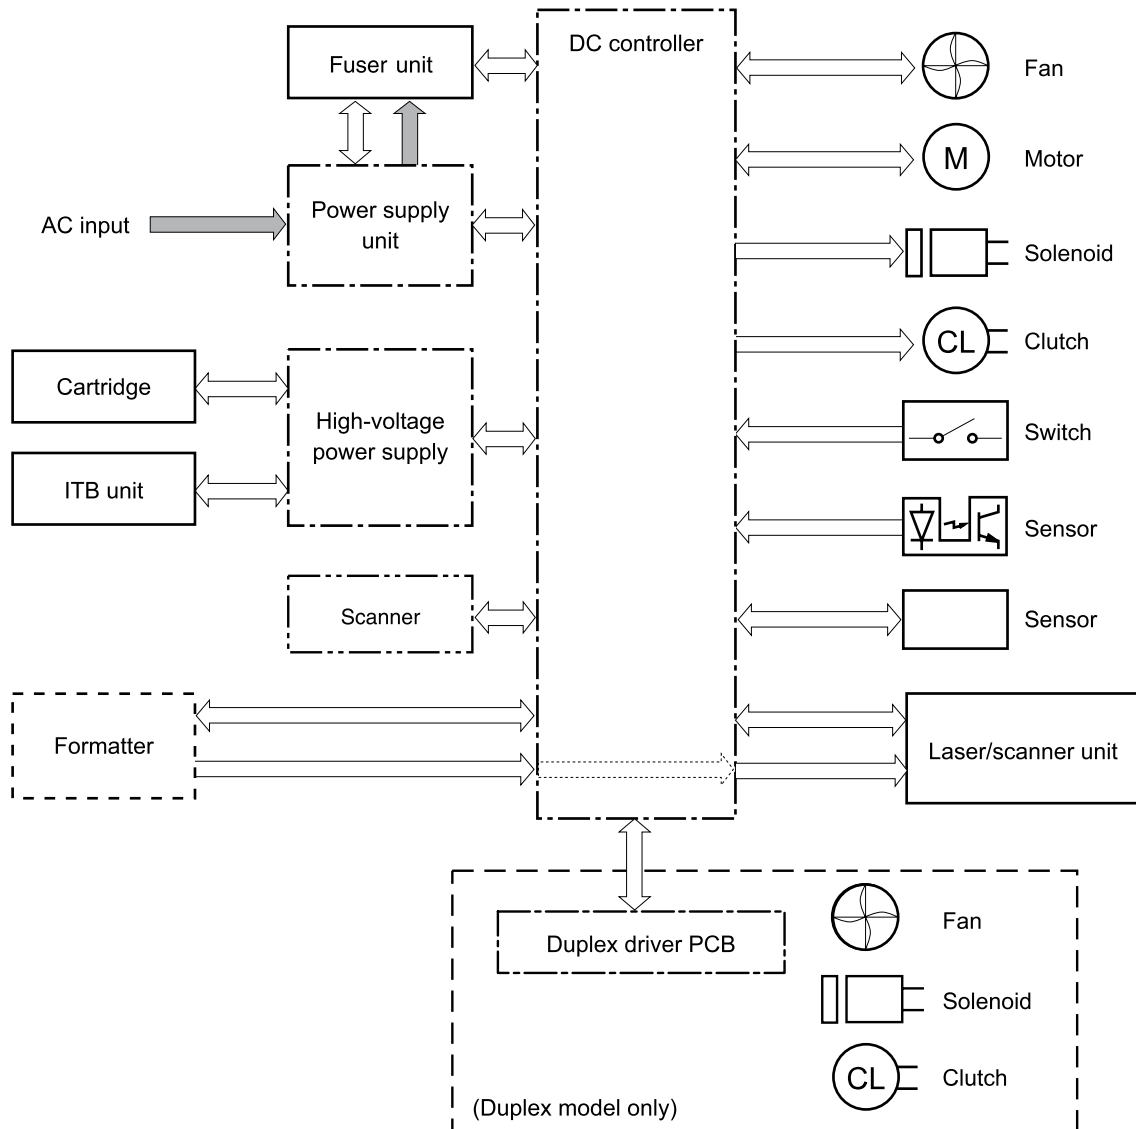 DC controller
Fuser unit
Fan
Motor
M
Power supply
unit
AC input
Solenoid
CL
Clutch
Cartridge
High-voltage
power supply
Switch
ITB unit
Sensor
Scanner
Sensor
Formatter
Laser/scanner unit
Duplex driver PCB
Fan
Solenoid
CL
Clutch
(Duplex model only)